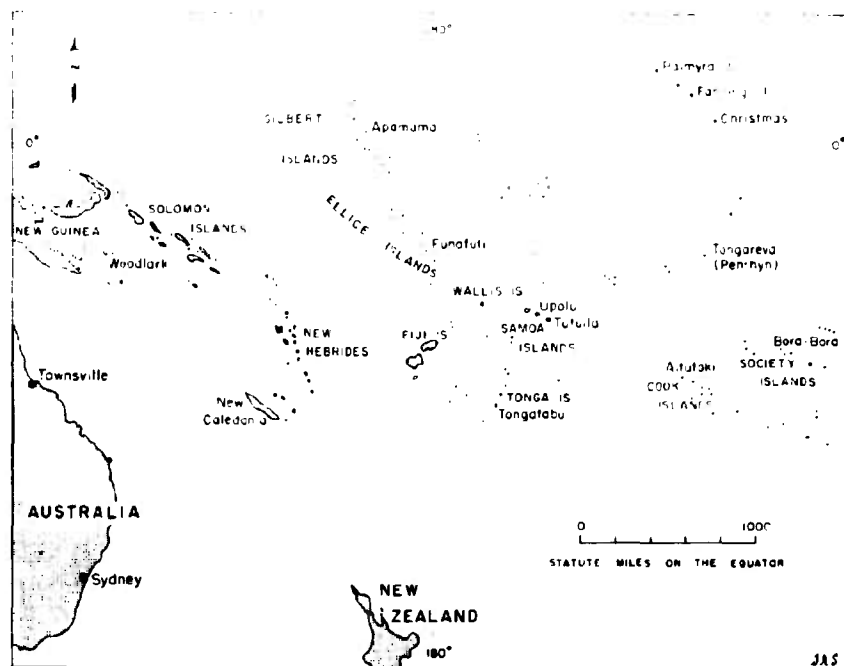 Palmyra
Christmas
GILBERT
Apamama
ISLANDS
0°
0°
SOLOMON
ISLANDS
NEW GUINEA
Woodlark
ELLICE ISLANDS
Funafuti
Tongareva
(Penrhyn)
WALLIS IS
Upolu
Tutuila
SAMOA
ISLANDS
NEW
HEBRIDES
FIJI IS
Bora-Bora
SOCIETY
ISLANDS
Aitutaki
COOK
ISLANDS
Townsville
New
Caledonia
TONGA IS
Tongatabu
AUSTRALIA
0 1000
STATUTE MILES ON THE EQUATOR
Sydney
NEW
ZEALAND
180°
JAS